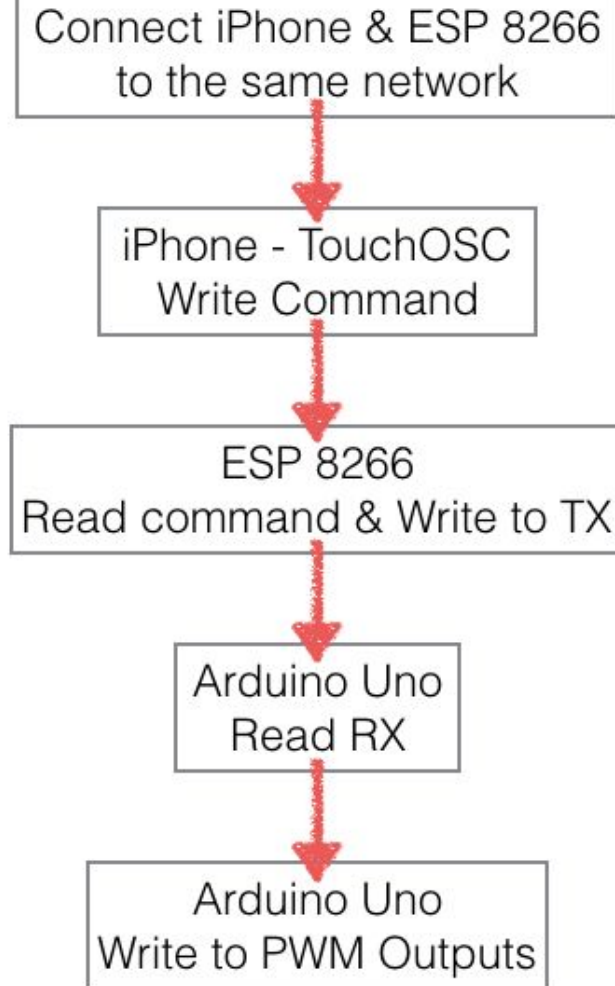 Connect iPhone & ESP 8266
to the same network
iPhone - TouchOSC
Write Command
ESP 8266
Read command & Write to TX
Arduino Uno
Read RX
Arduino Uno
Write to PWM Outputs